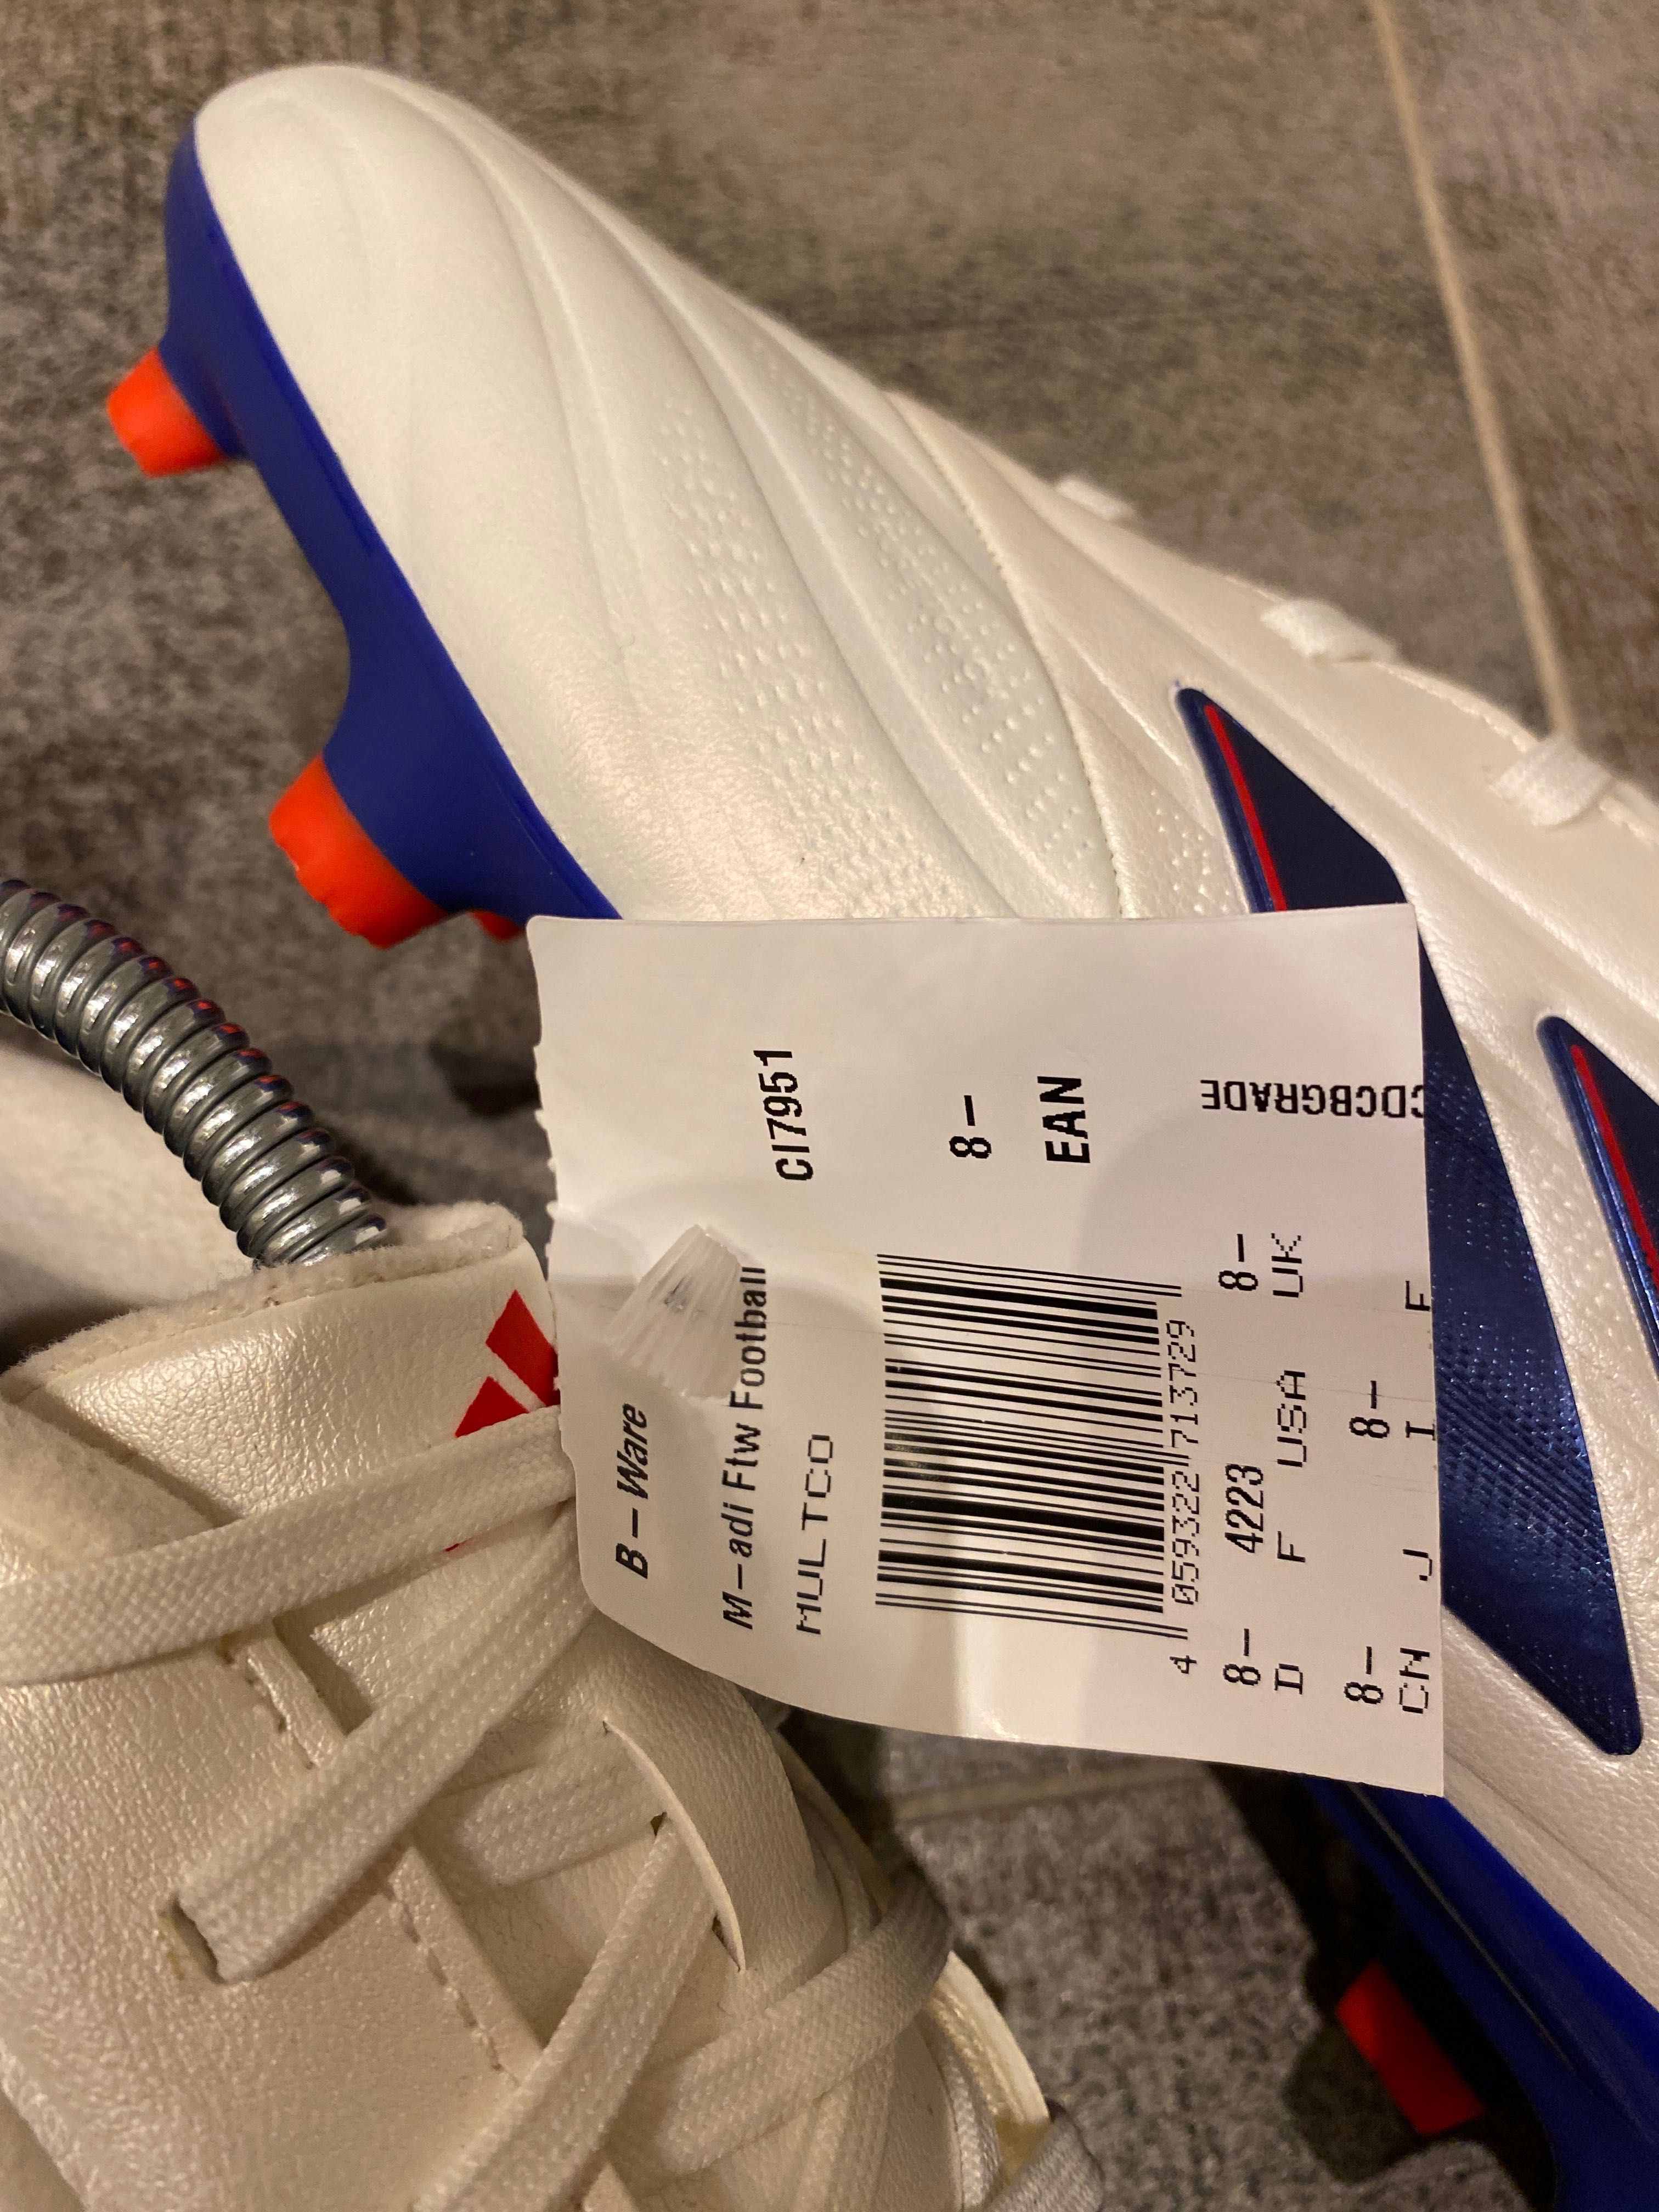 B – Ware
M–adi Ftw Football CI7951
MULTCO
8–
EAN
4 059322 713729
8– 4223 8–
D F USA UK
CDCBGRADE
8– 8–
CN J I F